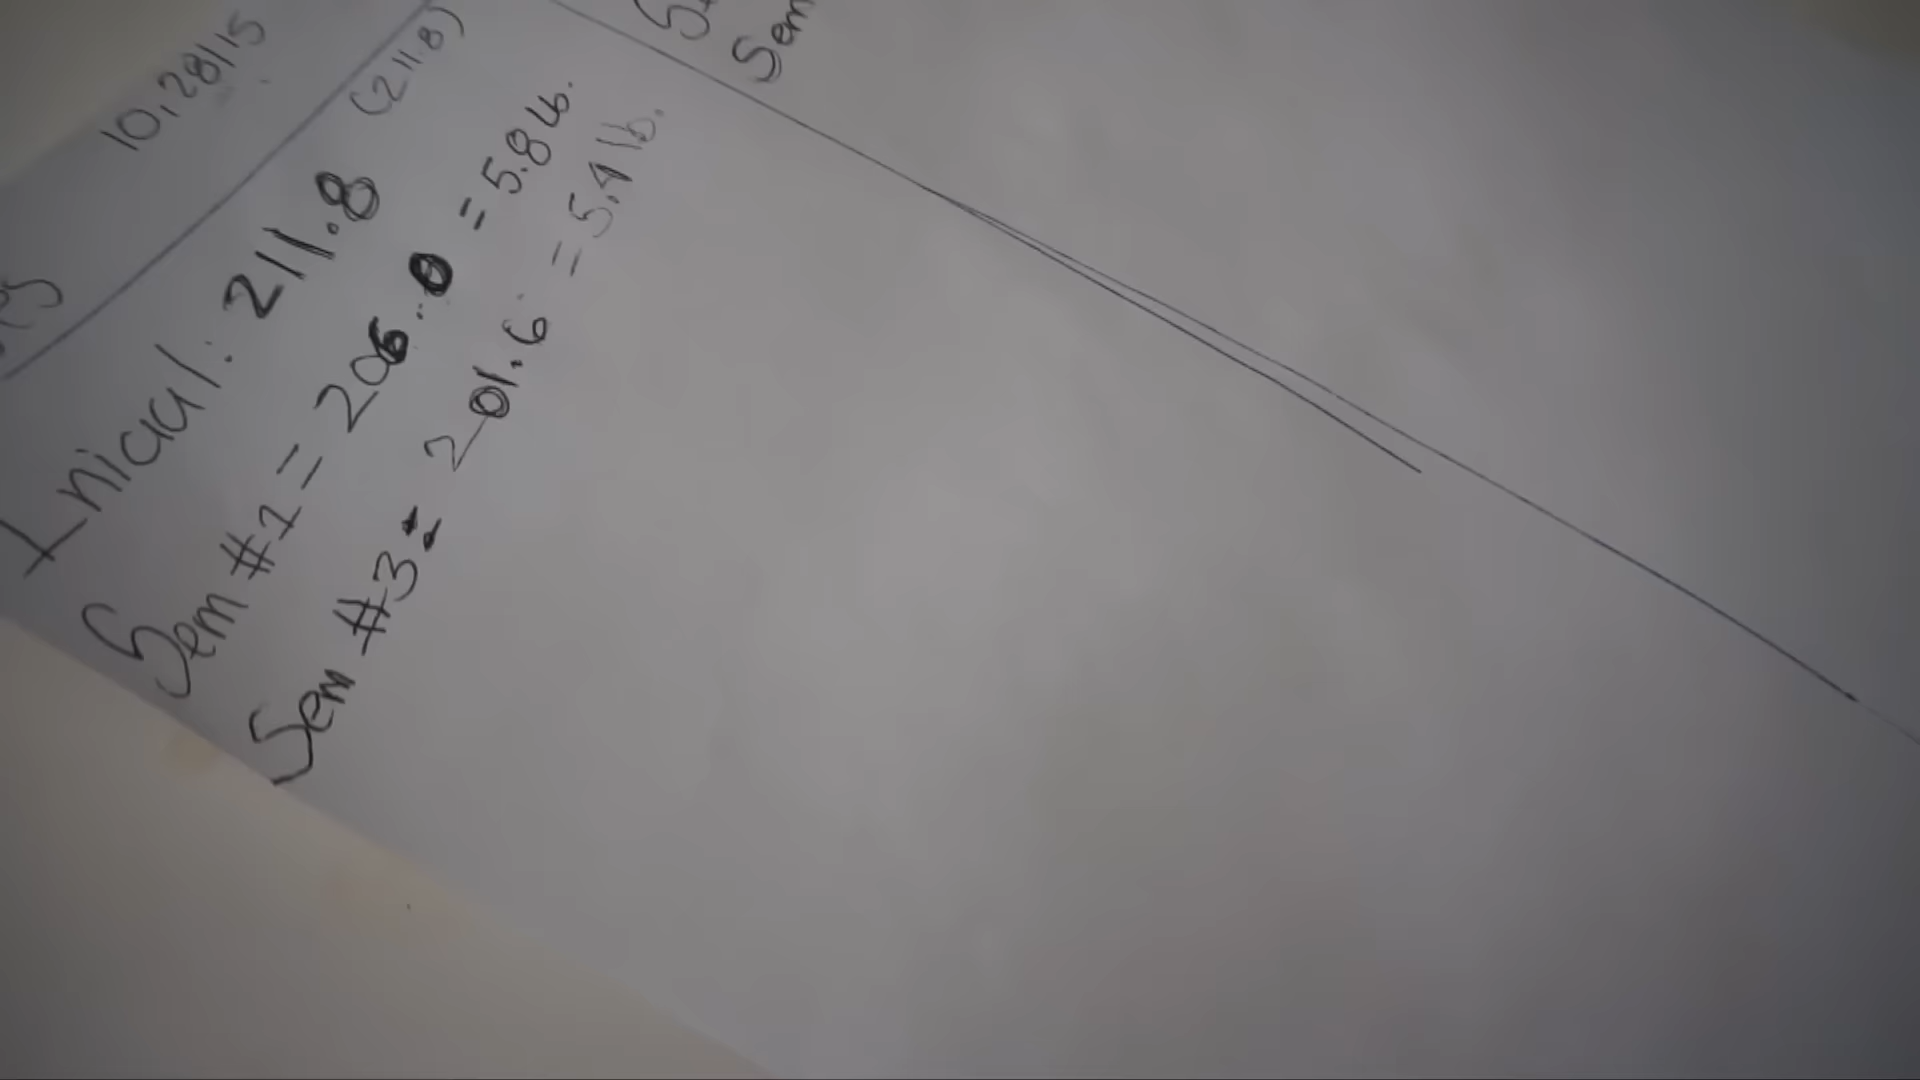 10,28/15
(211.8)
Inicial: 211.8
Sem #1 = 206.0 = 5.8 lb.
Sem #3: 201.6 = 5.4 lb.
Sem